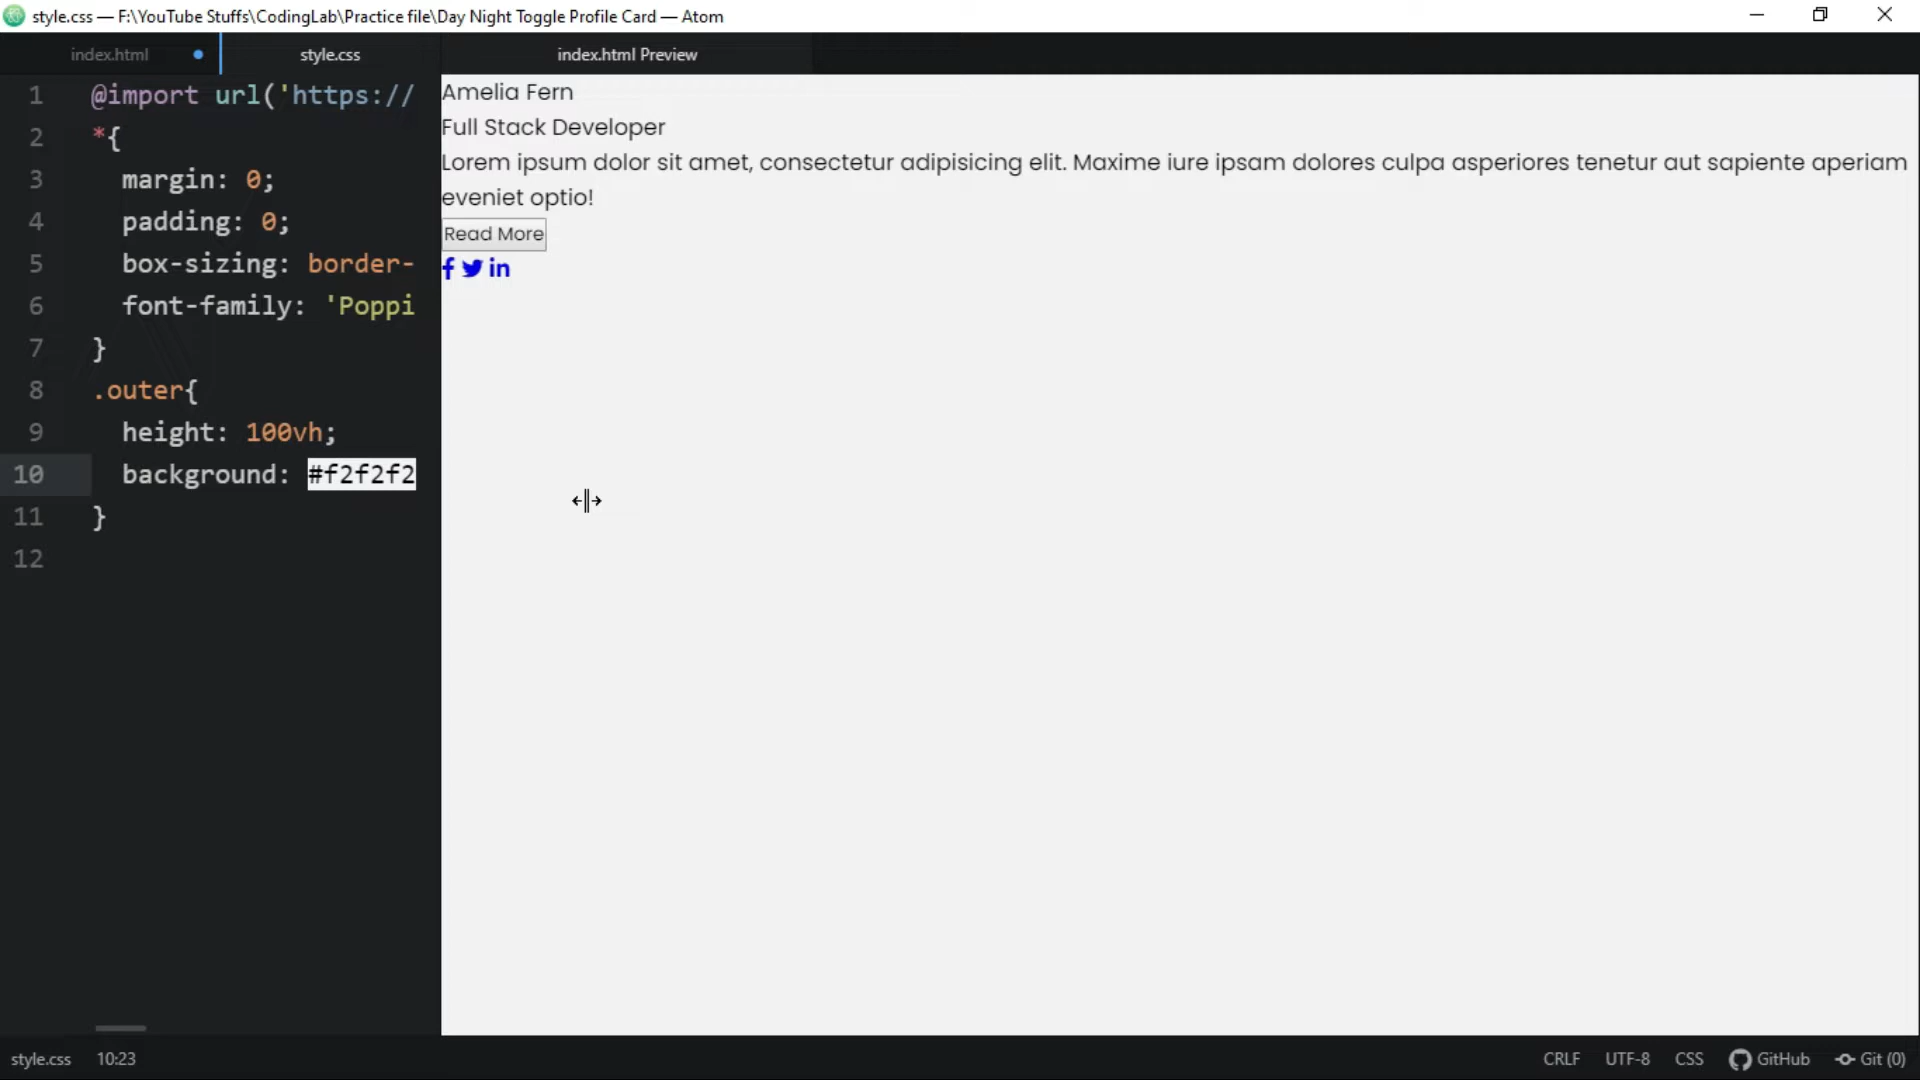 style.css — F:\YouTube Stuffs\CodingLab\Practice file\Day Night Toggle Profile Card — Atom
index.html
style.css
index.html Preview
1 @import url('https://
2 *{
3 margin: 0;
4 padding: 0;
5 box-sizing: border-
6 font-family: 'Poppi
7 }
8 .outer{
9 height: 100vh;
10 background: #f2f2f2
11 }
12
Amelia Fern
Full Stack Developer
Lorem ipsum dolor sit amet, consectetur adipisicing elit. Maxime iure ipsam dolores culpa asperiores tenetur aut sapiente aperiam
eveniet optio!
Read More
style.css 10:23 CRLF UTF-8 CSS GitHub Git (0)